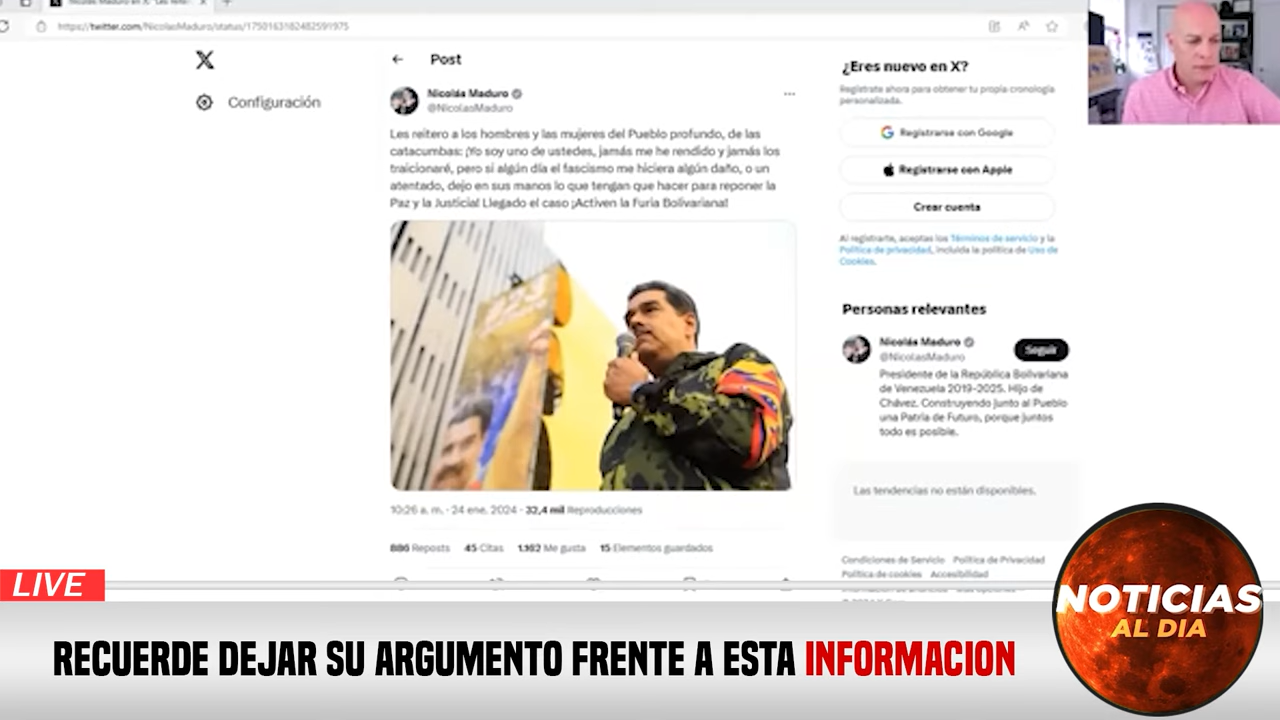 https://twitter.com/NicolasMaduro/status/1750163182482591975
X
Configuración
Post
Nicolás Maduro
@NicolasMaduro
Les reitero a los hombres y las mujeres del Pueblo profundo, de las
catacumbas: ¡Yo soy uno de ustedes, jamás me he rendido y jamás los
traicionaré, pero si algún día el fascismo me hiciera algún daño, o un
atentado, dejo en sus manos lo que tengan que hacer para reponer la
Paz y la Justicia! Llegado el caso ¡Activen la Furia Bolivariana!
10:26 a. m. · 24 ene. 2024 · 32,4 mil Reproducciones
886 Reposts 45 Citas 1.162 Me gusta 15 Elementos guardados
¿Eres nuevo en X?
Regístrate ahora para obtener tu propia cronología
personalizada.
Registrarse con Google
Registrarse con Apple
Crear cuenta
Al registrarte, aceptas los Términos de servicio y la
Política de privacidad, incluida la política de Uso de
Cookies.
Personas relevantes
Nicolás Maduro
@NicolasMaduro
Seguir
Presidente de la República Bolivariana
de Venezuela 2019-2025. Hijo de
Chávez. Construyendo junto al Pueblo
una Patria de Futuro, porque juntos
todo es posible.
Las tendencias no están disponibles.
Condiciones de Servicio Política de Privacidad
Política de cookies Accesibilidad
LIVE
RECUERDE DEJAR SU ARGUMENTO FRENTE A ESTA INFORMACION
NOTICIAS
AL DIA